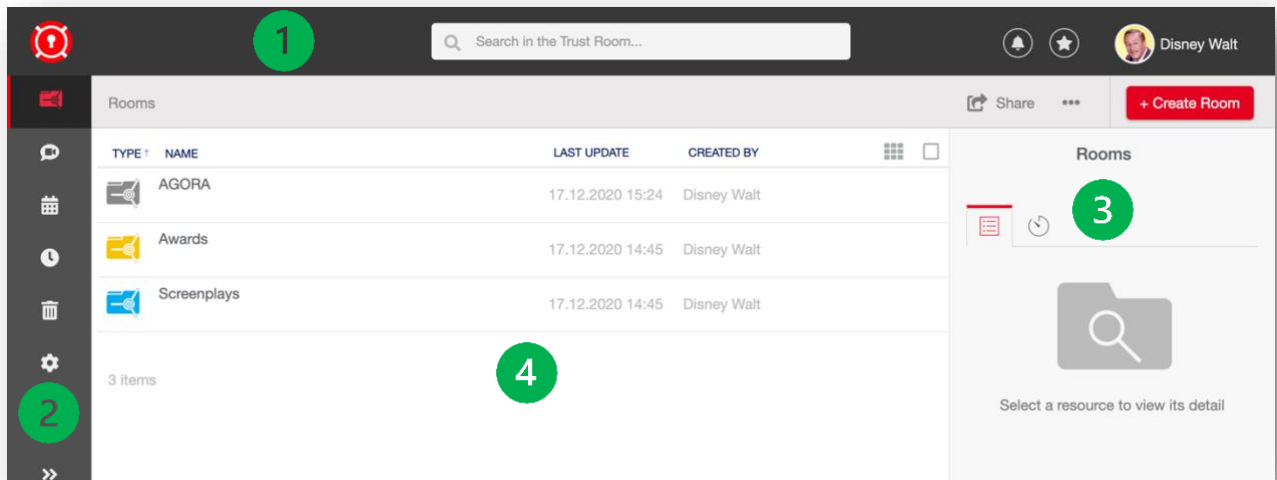 1
Search in the Trust Room...
Disney Walt
Rooms
Share
+ Create Room
TYPE↑ NAME LAST UPDATE CREATED BY
AGORA 17.12.2020 15:24 Disney Walt
Awards 17.12.2020 14:45 Disney Walt
Screenplays 17.12.2020 14:45 Disney Walt
3 items
4
2
Rooms
3
Select a resource to view its detail